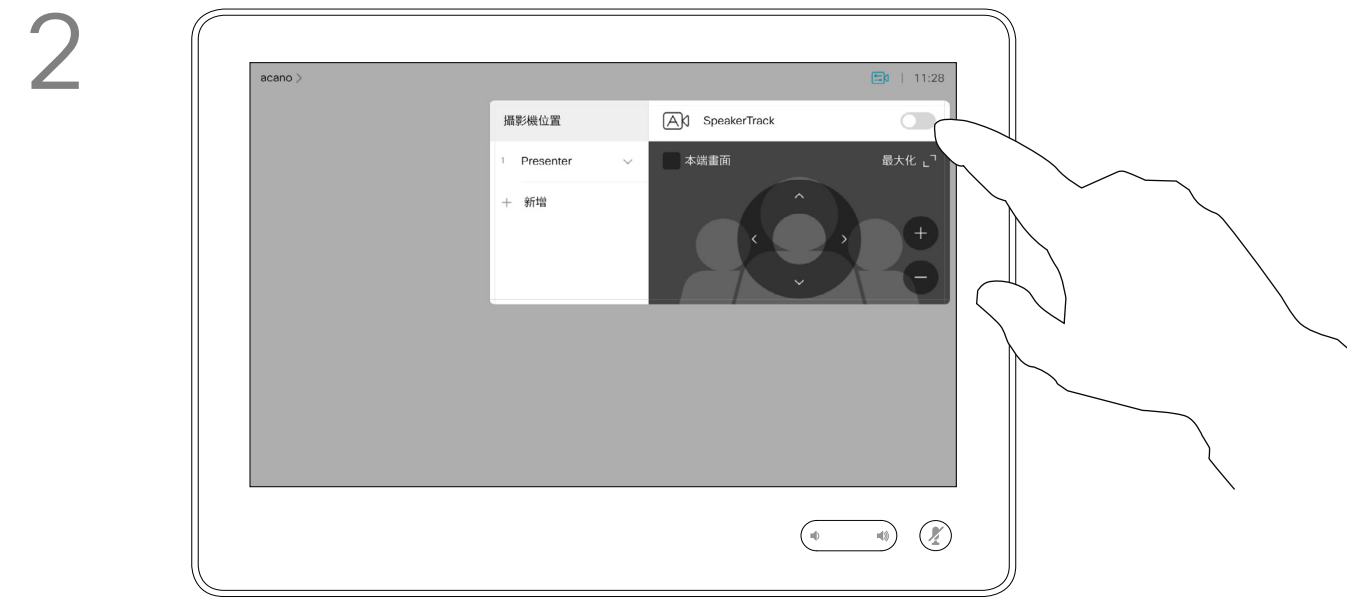 2
acano >
11:28
攝影機位置
SpeakerTrack
1 Presenter
本端畫面
最大化
+ 新增